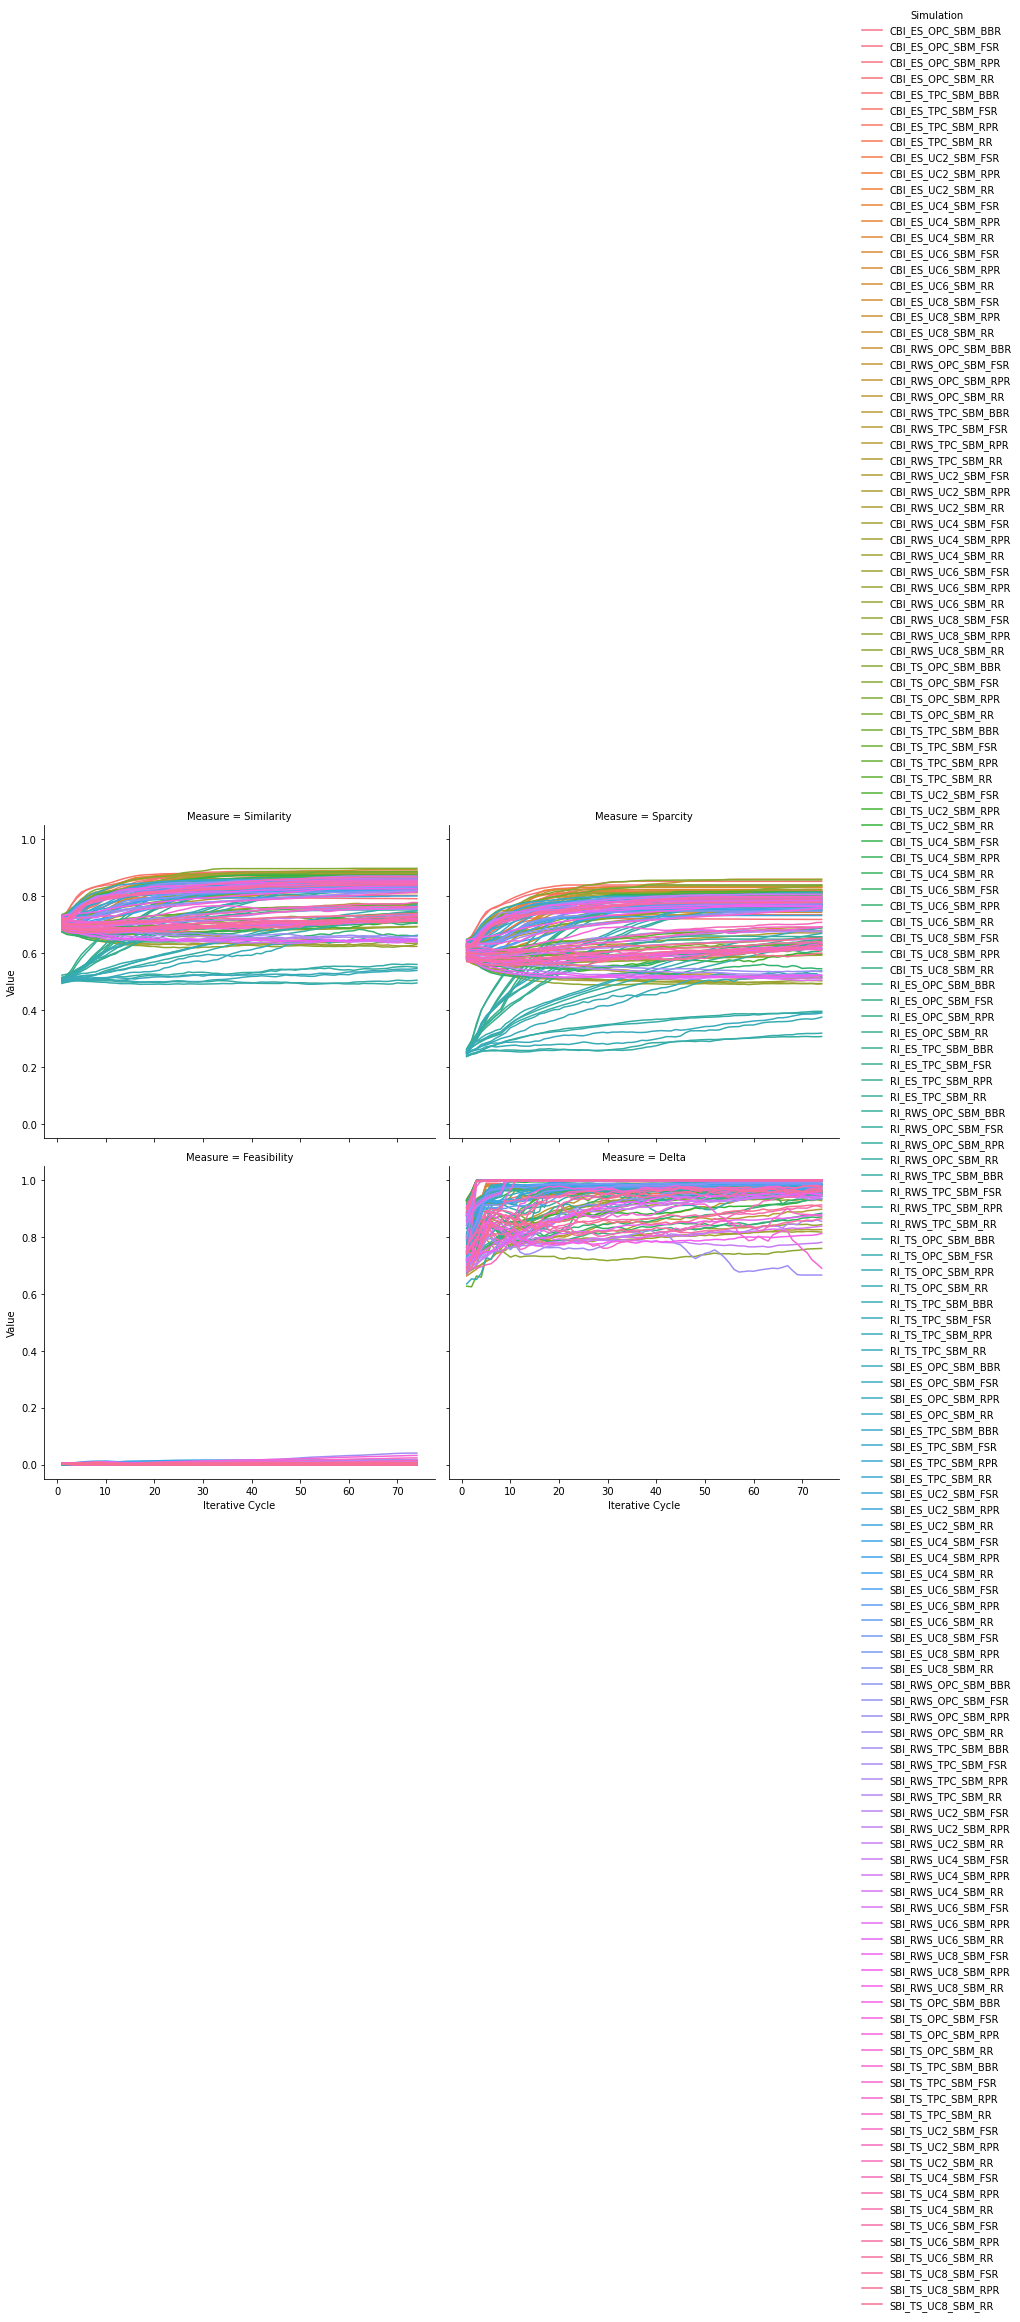 Simulation
CBI_ES_OPC_SBM_BBR
CBI_ES_OPC_SBM_FSR
CBI_ES_OPC_SBM_RPR
CBI_ES_OPC_SBM_RR
CBI_ES_TPC_SBM_BBR
CBI_ES_TPC_SBM_FSR
CBI_ES_TPC_SBM_RPR
CBI_ES_TPC_SBM_RR
CBI_ES_UC2_SBM_FSR
CBI_ES_UC2_SBM_RPR
CBI_ES_UC2_SBM_RR
CBI_ES_UC4_SBM_FSR
CBI_ES_UC4_SBM_RPR
CBI_ES_UC4_SBM_RR
CBI_ES_UC6_SBM_FSR
CBI_ES_UC6_SBM_RPR
CBI_ES_UC6_SBM_RR
CBI_ES_UC8_SBM_FSR
CBI_ES_UC8_SBM_RPR
CBI_ES_UC8_SBM_RR
CBI_RWS_OPC_SBM_BBR
CBI_RWS_OPC_SBM_FSR
CBI_RWS_OPC_SBM_RPR
CBI_RWS_OPC_SBM_RR
CBI_RWS_TPC_SBM_BBR
CBI_RWS_TPC_SBM_FSR
CBI_RWS_TPC_SBM_RPR
CBI_RWS_TPC_SBM_RR
CBI_RWS_UC2_SBM_FSR
CBI_RWS_UC2_SBM_RPR
CBI_RWS_UC2_SBM_RR
CBI_RWS_UC4_SBM_FSR
CBI_RWS_UC4_SBM_RPR
CBI_RWS_UC4_SBM_RR
CBI_RWS_UC6_SBM_FSR
CBI_RWS_UC6_SBM_RPR
CBI_RWS_UC6_SBM_RR
CBI_RWS_UC8_SBM_FSR
CBI_RWS_UC8_SBM_RPR
CBI_RWS_UC8_SBM_RR
CBI_TS_OPC_SBM_BBR
CBI_TS_OPC_SBM_FSR
CBI_TS_OPC_SBM_RPR
CBI_TS_OPC_SBM_RR
CBI_TS_TPC_SBM_BBR
CBI_TS_TPC_SBM_FSR
CBI_TS_TPC_SBM_RPR
CBI_TS_TPC_SBM_RR
CBI_TS_UC2_SBM_FSR
CBI_TS_UC2_SBM_RPR
CBI_TS_UC2_SBM_RR
CBI_TS_UC4_SBM_FSR
CBI_TS_UC4_SBM_RPR
CBI_TS_UC4_SBM_RR
CBI_TS_UC6_SBM_FSR
CBI_TS_UC6_SBM_RPR
CBI_TS_UC6_SBM_RR
CBI_TS_UC8_SBM_FSR
CBI_TS_UC8_SBM_RPR
CBI_TS_UC8_SBM_RR
RI_ES_OPC_SBM_BBR
RI_ES_OPC_SBM_FSR
RI_ES_OPC_SBM_RPR
RI_ES_OPC_SBM_RR
RI_ES_TPC_SBM_BBR
RI_ES_TPC_SBM_FSR
RI_ES_TPC_SBM_RPR
RI_ES_TPC_SBM_RR
RI_RWS_OPC_SBM_BBR
RI_RWS_OPC_SBM_FSR
RI_RWS_OPC_SBM_RPR
RI_RWS_OPC_SBM_RR
RI_RWS_TPC_SBM_BBR
RI_RWS_TPC_SBM_FSR
RI_RWS_TPC_SBM_RPR
RI_RWS_TPC_SBM_RR
RI_TS_OPC_SBM_BBR
RI_TS_OPC_SBM_FSR
RI_TS_OPC_SBM_RPR
RI_TS_OPC_SBM_RR
RI_TS_TPC_SBM_BBR
RI_TS_TPC_SBM_FSR
RI_TS_TPC_SBM_RPR
RI_TS_TPC_SBM_RR
SBI_ES_OPC_SBM_BBR
SBI_ES_OPC_SBM_FSR
SBI_ES_OPC_SBM_RPR
SBI_ES_OPC_SBM_RR
SBI_ES_TPC_SBM_BBR
SBI_ES_TPC_SBM_FSR
SBI_ES_TPC_SBM_RPR
SBI_ES_TPC_SBM_RR
SBI_ES_UC2_SBM_FSR
SBI_ES_UC2_SBM_RPR
SBI_ES_UC2_SBM_RR
SBI_ES_UC4_SBM_FSR
SBI_ES_UC4_SBM_RPR
SBI_ES_UC4_SBM_RR
SBI_ES_UC6_SBM_FSR
SBI_ES_UC6_SBM_RPR
SBI_ES_UC6_SBM_RR
SBI_ES_UC8_SBM_FSR
SBI_ES_UC8_SBM_RPR
SBI_ES_UC8_SBM_RR
SBI_RWS_OPC_SBM_BBR
SBI_RWS_OPC_SBM_FSR
SBI_RWS_OPC_SBM_RPR
SBI_RWS_OPC_SBM_RR
SBI_RWS_TPC_SBM_BBR
SBI_RWS_TPC_SBM_FSR
SBI_RWS_TPC_SBM_RPR
SBI_RWS_TPC_SBM_RR
SBI_RWS_UC2_SBM_FSR
SBI_RWS_UC2_SBM_RPR
SBI_RWS_UC2_SBM_RR
SBI_RWS_UC4_SBM_FSR
SBI_RWS_UC4_SBM_RPR
SBI_RWS_UC4_SBM_RR
SBI_RWS_UC6_SBM_FSR
SBI_RWS_UC6_SBM_RPR
SBI_RWS_UC6_SBM_RR
SBI_RWS_UC8_SBM_FSR
SBI_RWS_UC8_SBM_RPR
SBI_RWS_UC8_SBM_RR
SBI_TS_OPC_SBM_BBR
SBI_TS_OPC_SBM_FSR
SBI_TS_OPC_SBM_RPR
SBI_TS_OPC_SBM_RR
SBI_TS_TPC_SBM_BBR
SBI_TS_TPC_SBM_FSR
SBI_TS_TPC_SBM_RPR
SBI_TS_TPC_SBM_RR
SBI_TS_UC2_SBM_FSR
SBI_TS_UC2_SBM_RPR
SBI_TS_UC2_SBM_RR
SBI_TS_UC4_SBM_FSR
SBI_TS_UC4_SBM_RPR
SBI_TS_UC4_SBM_RR
SBI_TS_UC6_SBM_FSR
SBI_TS_UC6_SBM_RPR
SBI_TS_UC6_SBM_RR
SBI_TS_UC8_SBM_FSR
SBI_TS_UC8_SBM_RPR
SBI_TS_UC8_SBM_RR
Measure = Similarity
Measure = Sparcity
1.0
0.8
0.6
0.4
0.2
0.0
Value
Measure = Feasibility
Measure = Delta
1.0
0.8
0.6
0.4
0.2
0.0
Value
0 10 20 30 40 50 60 70
0 10 20 30 40 50 60 70
Iterative Cycle
Iterative Cycle